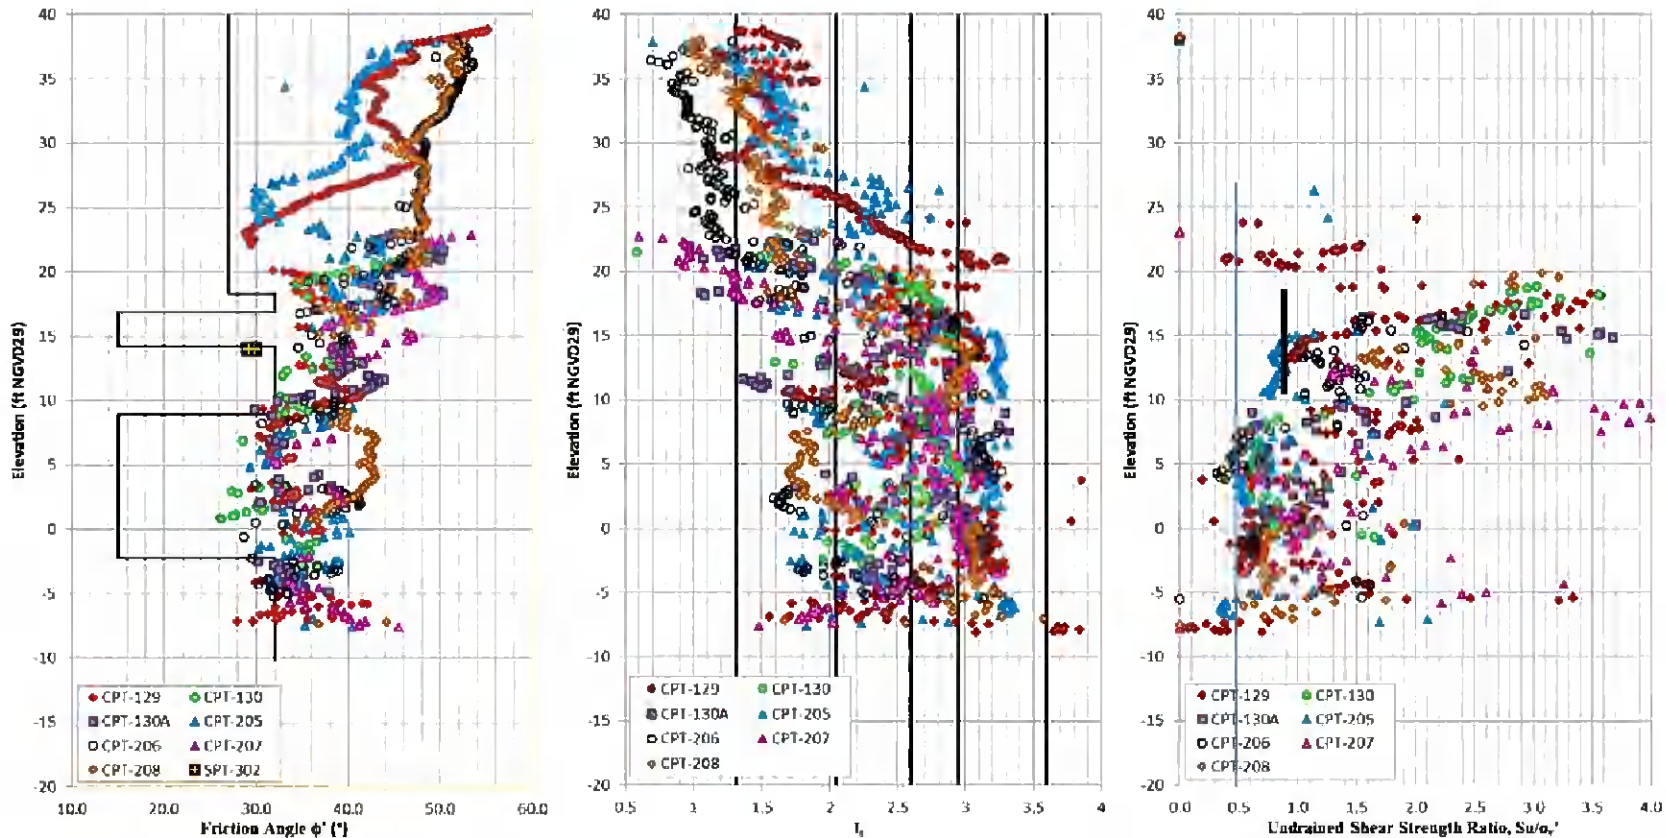 40
35
30
25
20
15
10
5
0
-5
-10
-15
-20
Elevation (ft NGVD29)
CPT-129 CPT-130
CPT-130A CPT-205
CPT-206 CPT-207
CPT-208 SPT-302
10.0 20.0 30.0 40.0 50.0 60.0
Friction Angle ϕ' (°)
40
35
30
25
20
15
10
5
0
-5
-10
-15
-20
Elevation (ft NGVD29)
CPT-129 CPT-130
CPT-130A CPT-205
CPT-206 CPT-207
CPT-208
0.5 1 1.5 2 2.5 3 3.5 4
40
35
30
25
20
15
10
5
0
-5
-10
-15
-20
Elevation (ft NGVD29)
CPT-129 CPT-130
CPT-130A CPT-205
CPT-206 CPT-207
CPT-208
0.0 0.5 1.0 1.5 2.0 2.5 3.0 3.5 4.0
Undrained Shear Strength Ratio, Su/σv'